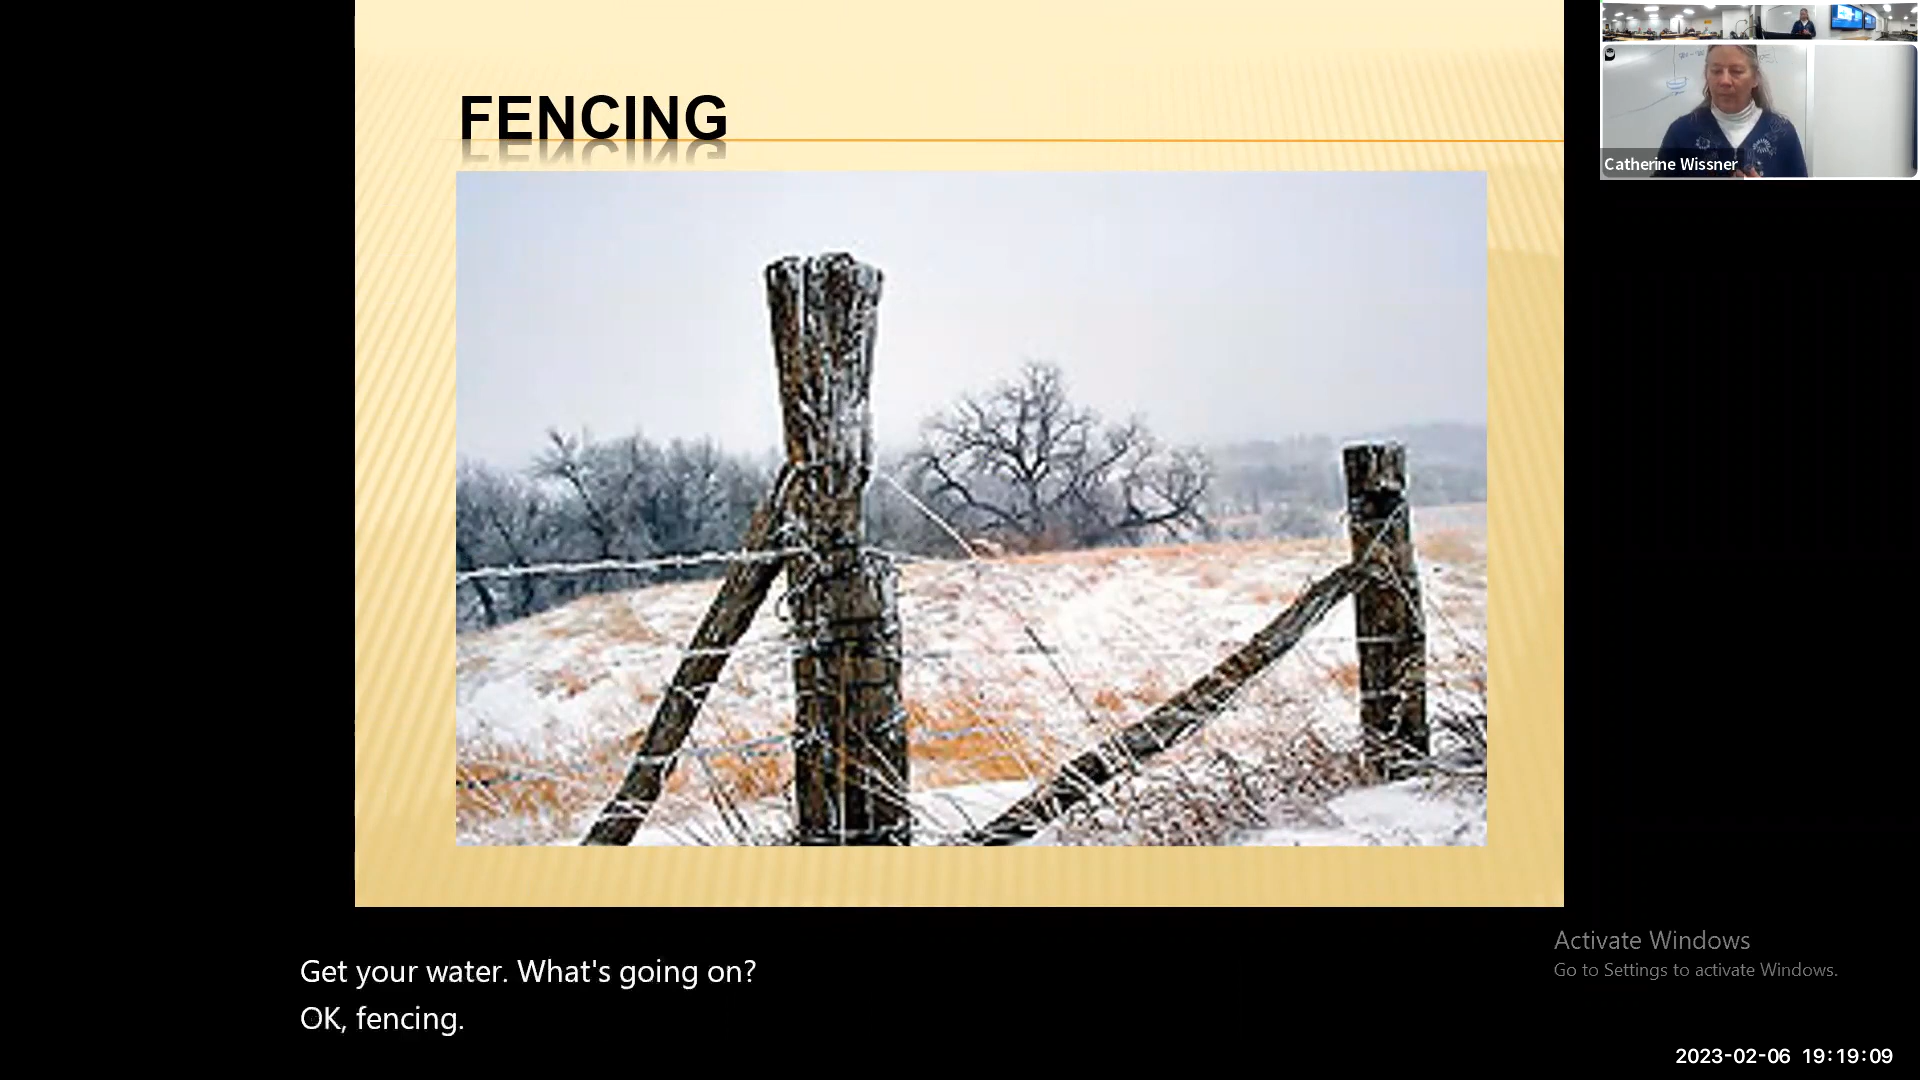 FENCING
Catherine Wissner
Get your water. What's going on?
OK, fencing.
Activate Windows
Go to Settings to activate Windows.
2023-02-06 19:19:09